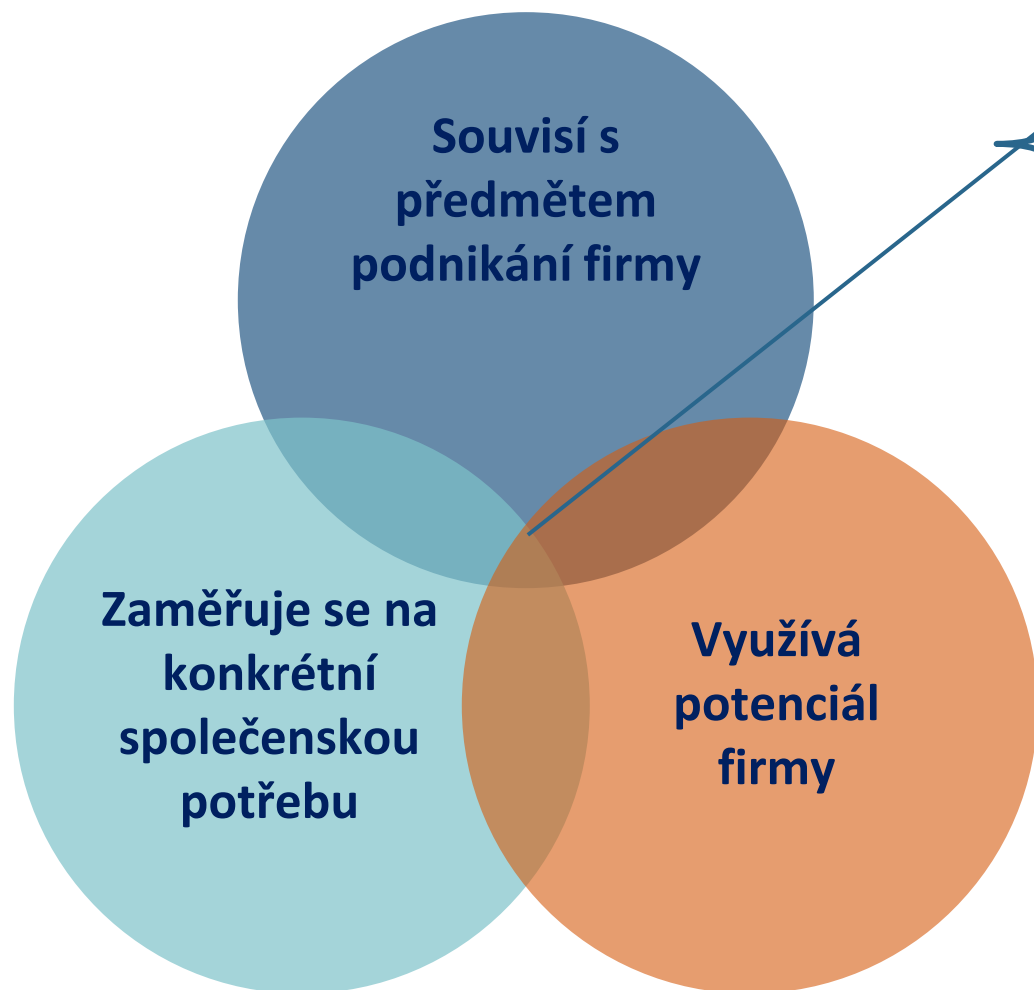 Souvisí s
předmětem
podnikání firmy
Zaměřuje se na
konkrétní
společenskou
potřebu
Využívá
potenciál
firmy